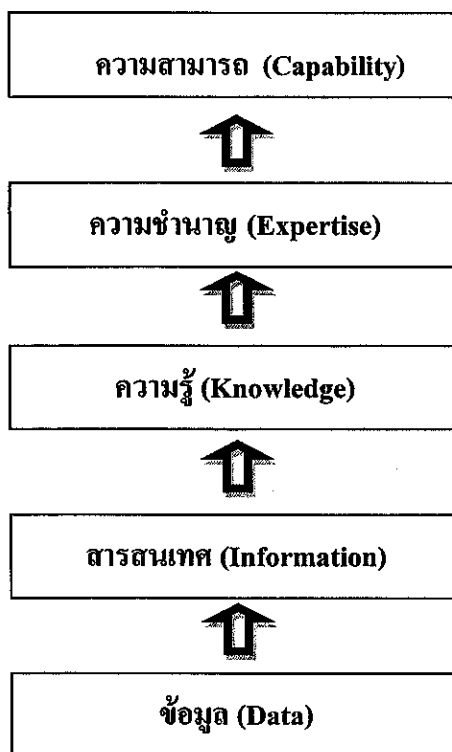 ความสามารถ (Capability)
ความชำนาญ (Expertise)
ความรู้ (Knowledge)
สารสนเทศ (Information)
ข้อมูล (Data)